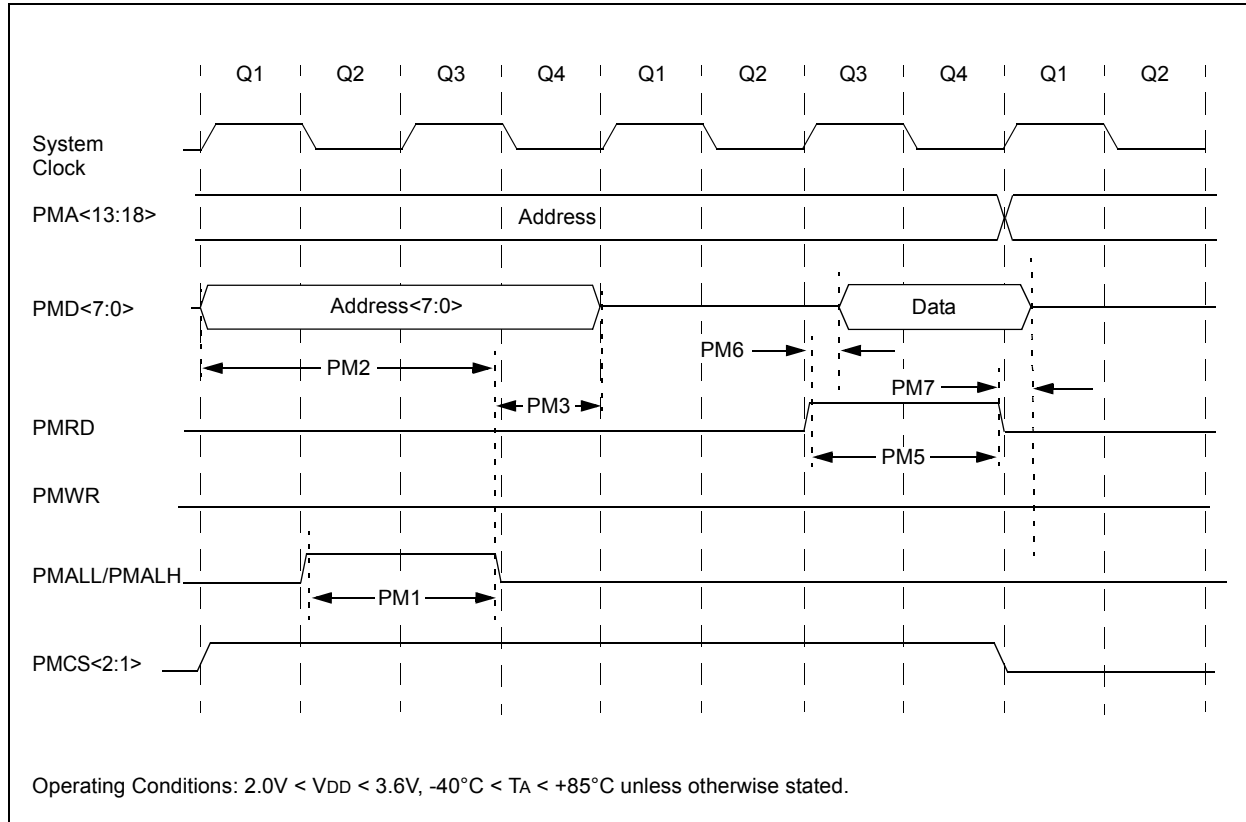 Q1 Q2 Q3 Q4 Q1 Q2 Q3 Q4 Q1 Q2
System
Clock
PMA<13:18>
Address
PMD<7:0>
Address<7:0>
Data
PM6
PM2
PM7
PM3
PMRD
PM5
PMWR
PMALL/PMALH
PM1
PMCS<2:1>
Operating Conditions: 2.0V < VDD < 3.6V, -40°C < TA < +85°C unless otherwise stated.